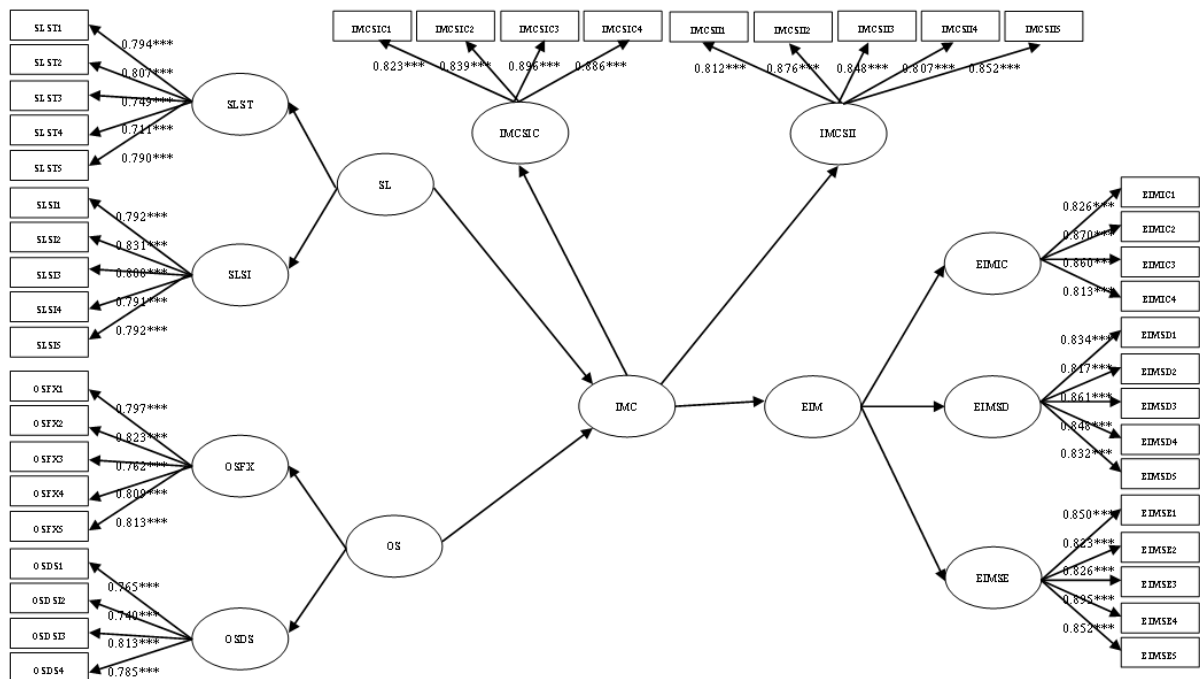 SLST1
SLST2
SLST3
SLST4
SLST5
0.794***
0.807***
0.749***
0.711***
0.790***
SLST
SLSI1
SLSI2
SLSI3
SLSI4
SLSI5
0.792***
0.831***
0.808***
0.791***
0.792***
SLSI
SL
OSFX1
OSFX2
OSFX3
OSFX4
OSFX5
0.797***
0.823***
0.762***
0.809***
0.813***
OSFX
OSDS1
OSDSI2
OSDSI3
OSDS4
0.765***
0.740***
0.813***
0.785***
OSDS
OS
IMCSIC1
IMCSIC2
IMCSIC3
IMCSIC4
0.823***
0.839***
0.896***
0.886***
IMCSIC
IMCSII1
IMCSII2
IMCSII3
IMCSII4
IMCSII5
0.812***
0.876***
0.848***
0.807***
0.852***
IMCSII
IMC
EIM
EIMIC
0.826***
0.870***
0.860***
0.813***
EIMIC1
EIMIC2
EIMIC3
EIMIC4
EIMSD
0.834***
0.817***
0.861***
0.848***
0.832***
EIMSD1
EIMSD2
EIMSD3
EIMSD4
EIMSD5
EIMSE
0.850***
0.823***
0.826***
0.895***
0.852***
EIMSE1
EIMSE2
EIMSE3
EIMSE4
EIMSE5